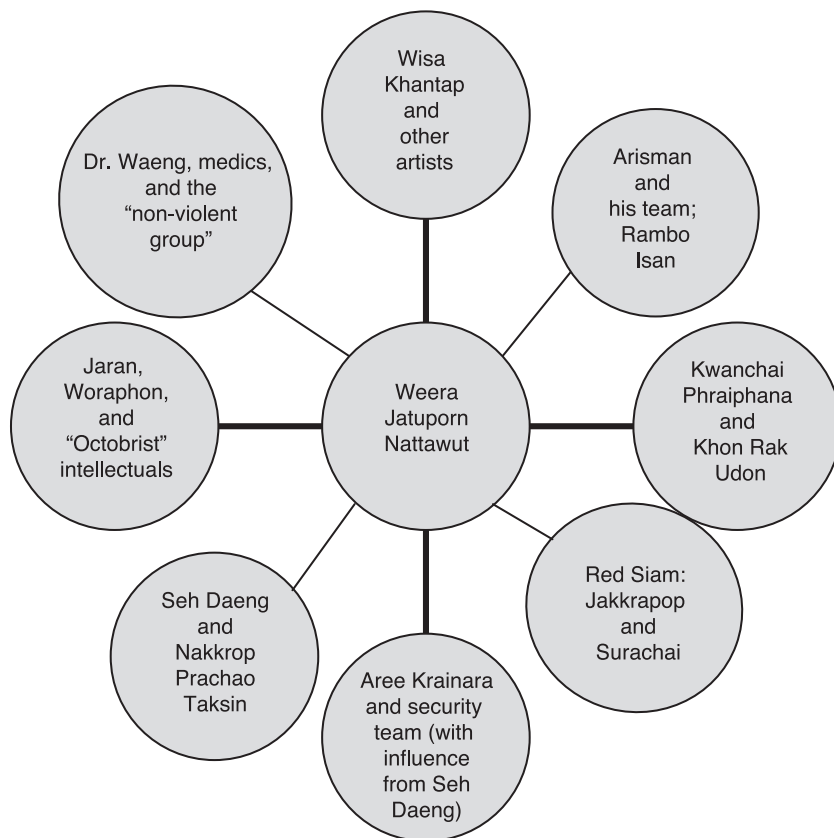 Wisa
Khantap
and
other
artists
Dr. Waeng, medics,
and the
“non-violent
group”
Arisman
and
his team;
Rambo
Isan
Jaran,
Woraphon,
and
“Octobrist”
intellectuals
Weera
Jatuporn
Nattawut
Kwanchai
Phraiphana
and
Khon Rak
Udon
Seh Daeng
and
Nakkrop
Prachao
Taksin
Red Siam:
Jakkrapop
and
Surachai
Aree Krainara
and security
team (with
influence
from Seh
Daeng)